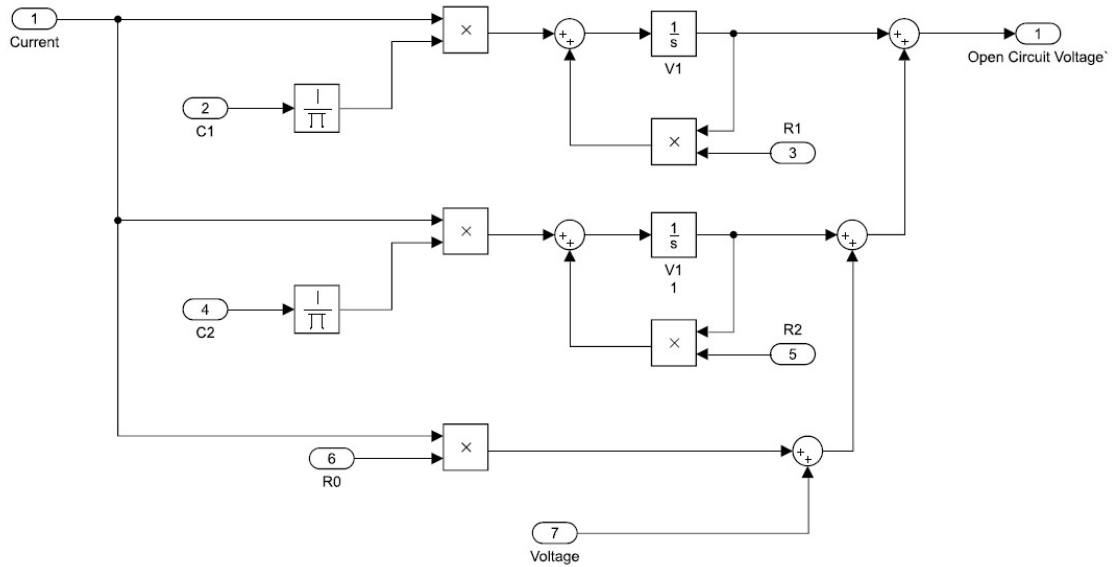 1
Current
×
+
+
1
s
V1
+
+
1
Open Circuit Voltage`
2
C1
|
∏
×
R1
3
×
+
+
1
s
V1
1
+
+
4
C2
|
∏
×
R2
5
×
6
R0
+
+
7
Voltage